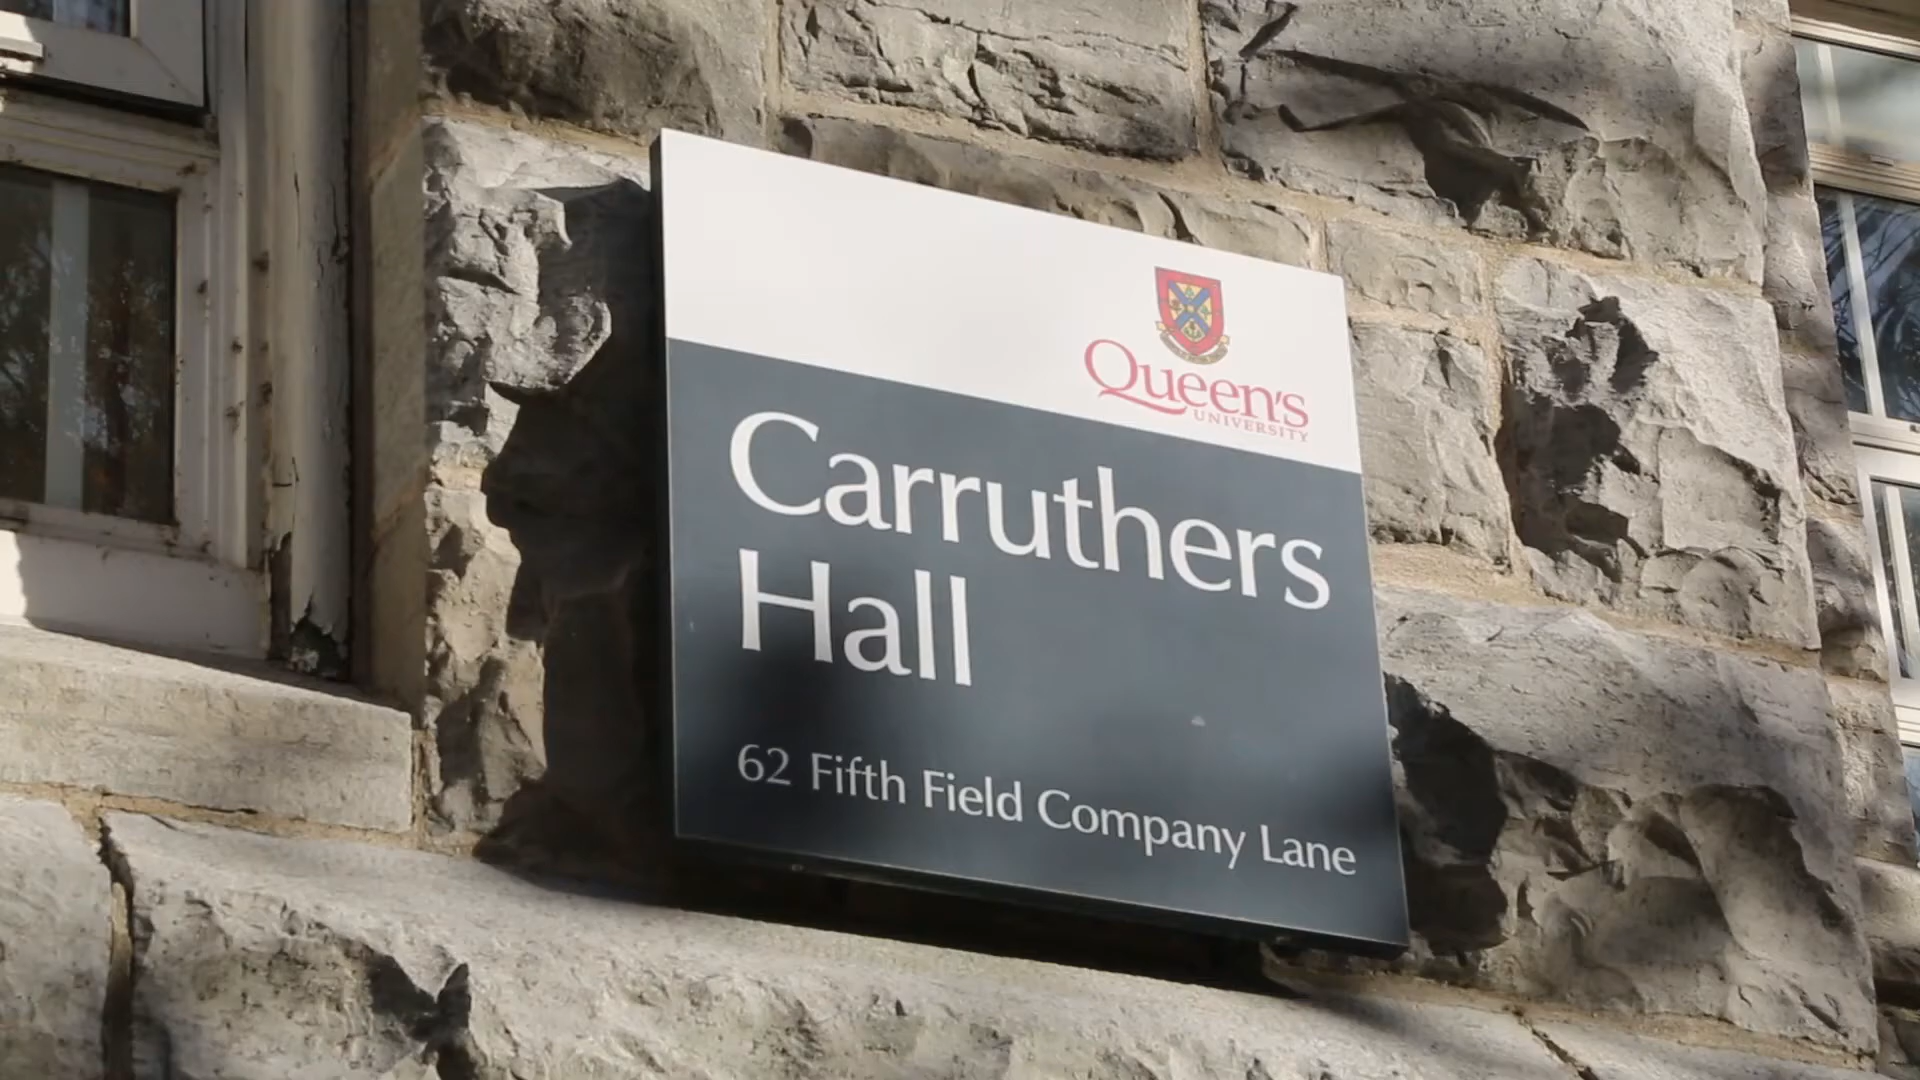 Queen's
UNIVERSITY
Carruthers
Hall
62 Fifth Field Company Lane